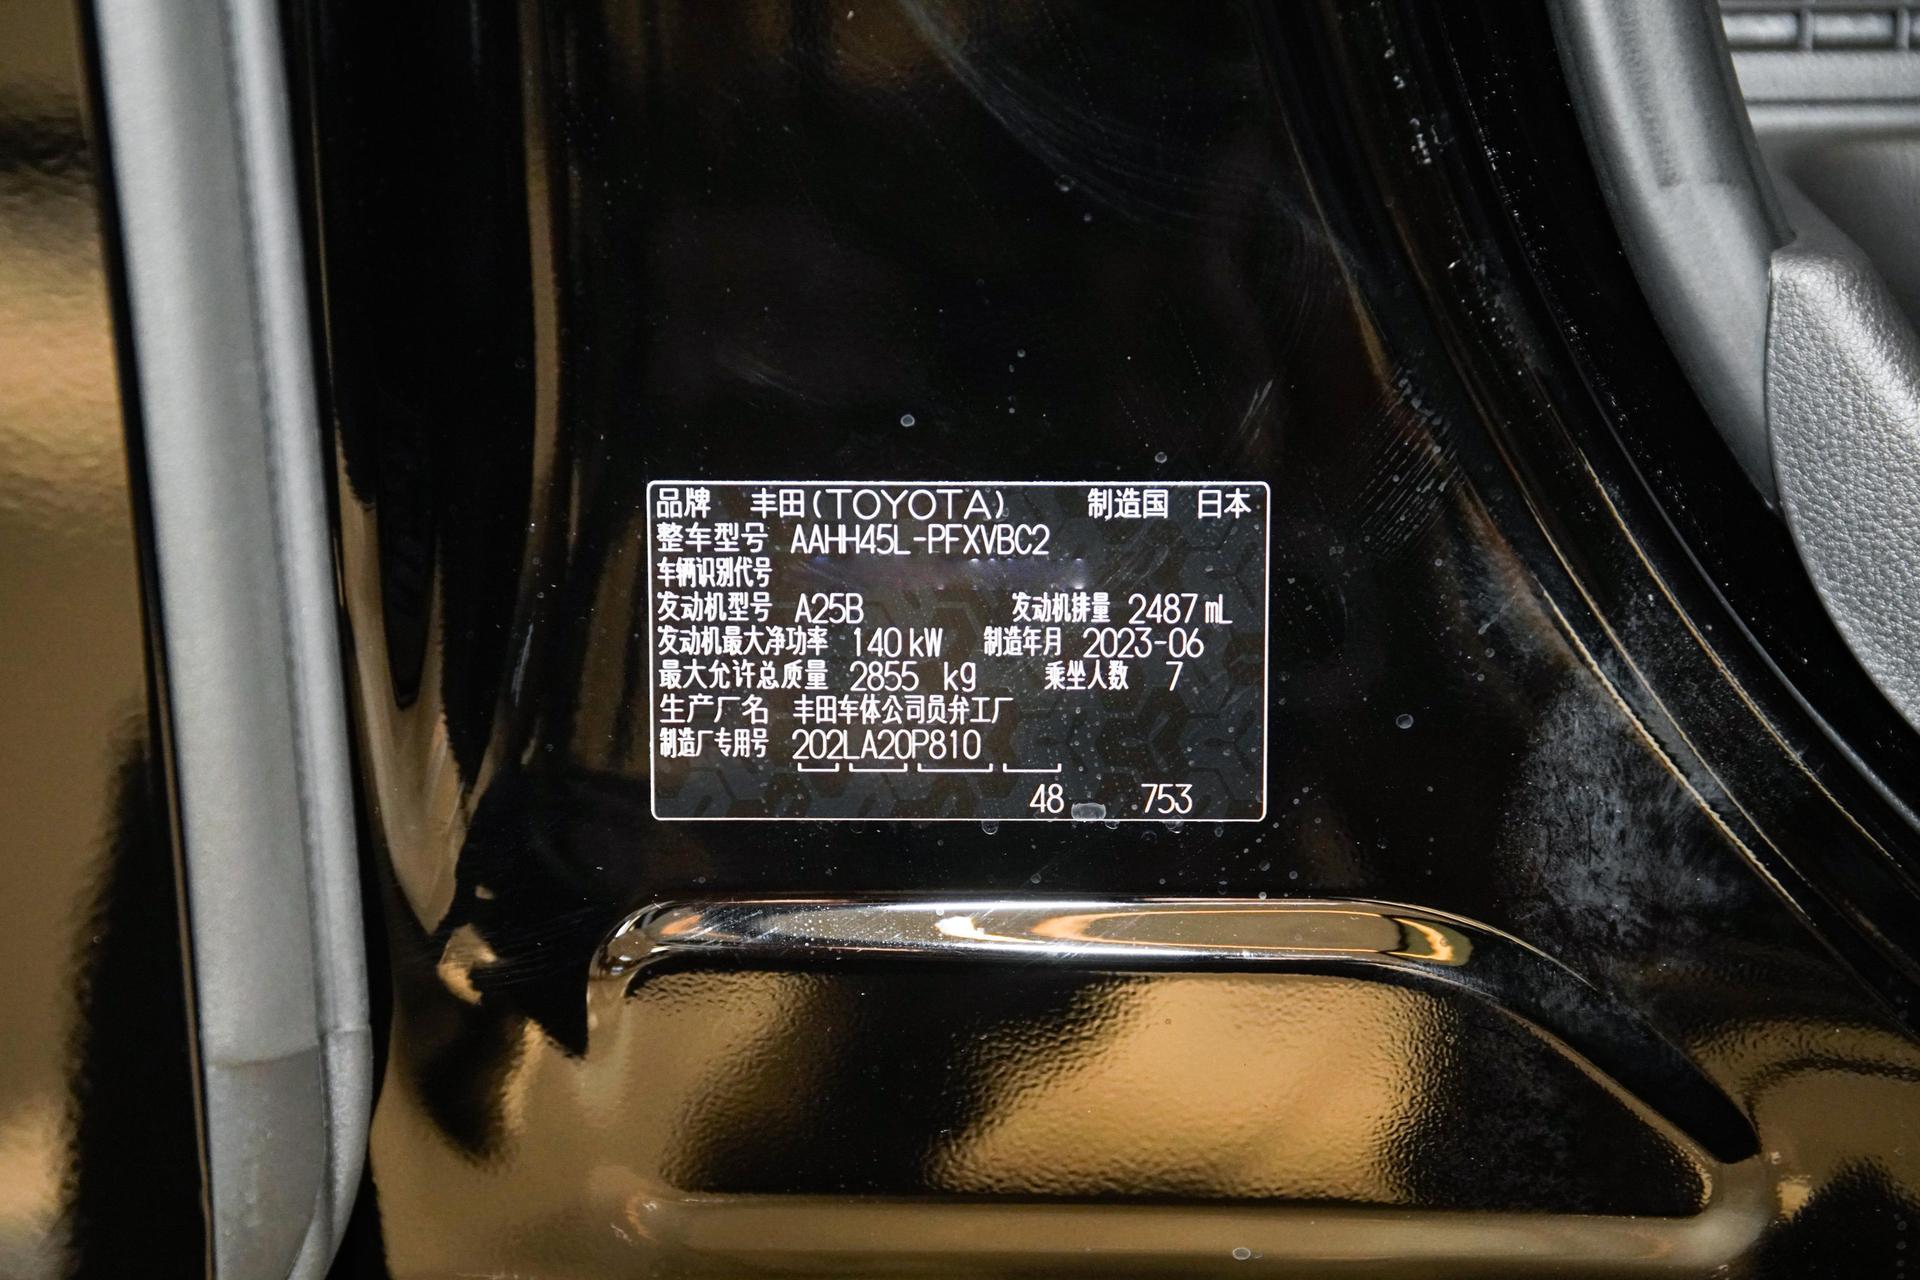 品牌 丰田(TOYOTA) 制造国 日本
整车型号 AAHH45L-PFXVBC2
车辆识别代号
发动机型号 A25B 发动机排量 2487 mL
发动机最大净功率 140 kW 制造年月 2023-06
最大允许总质量 2855 kg 乘坐人数 7
生产厂名 丰田车体公司员弁工厂
制造厂专用号 202LA20P810
48 753